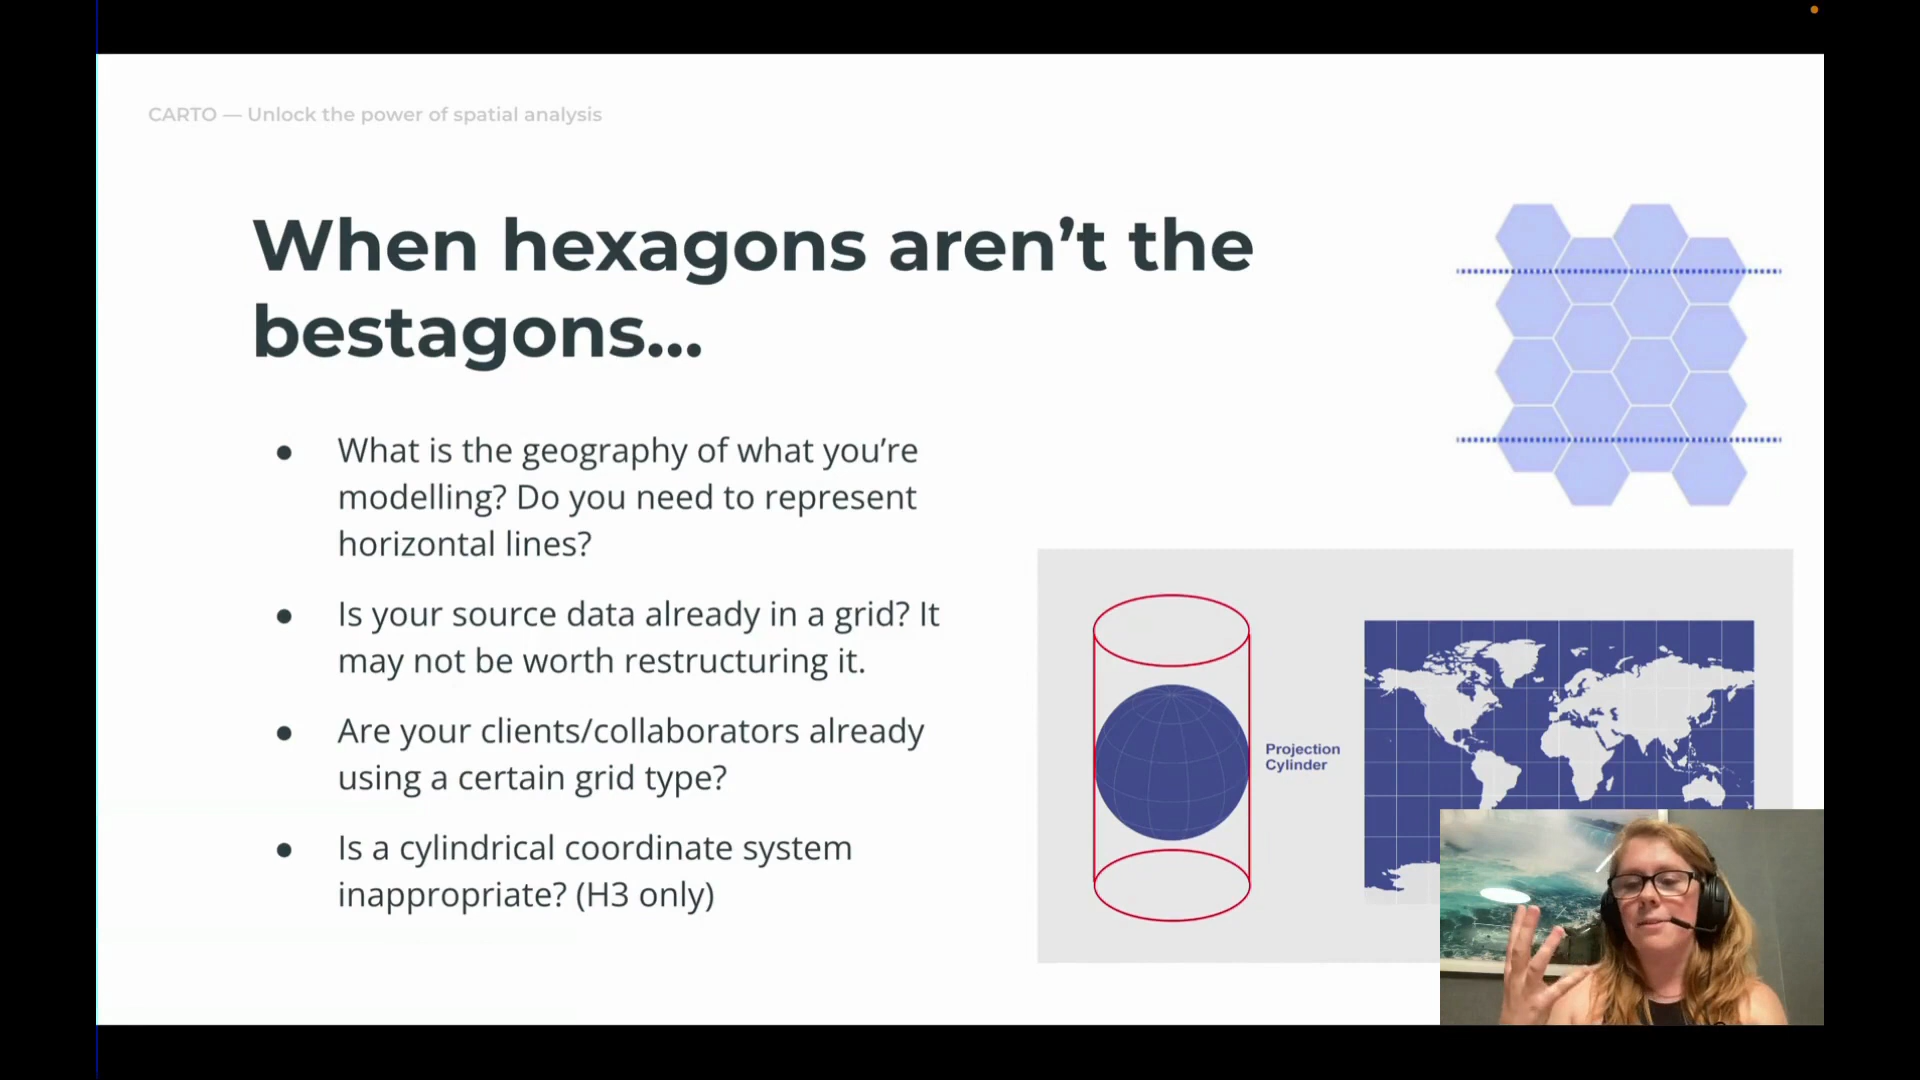 CARTO — Unlock the power of spatial analysis
When hexagons aren’t the
bestagons...
● What is the geography of what you’re
modelling? Do you need to represent
horizontal lines?
● Is your source data already in a grid? It
may not be worth restructuring it.
● Are your clients/collaborators already
using a certain grid type?
● Is a cylindrical coordinate system
inappropriate? (H3 only)
Projection
Cylinder